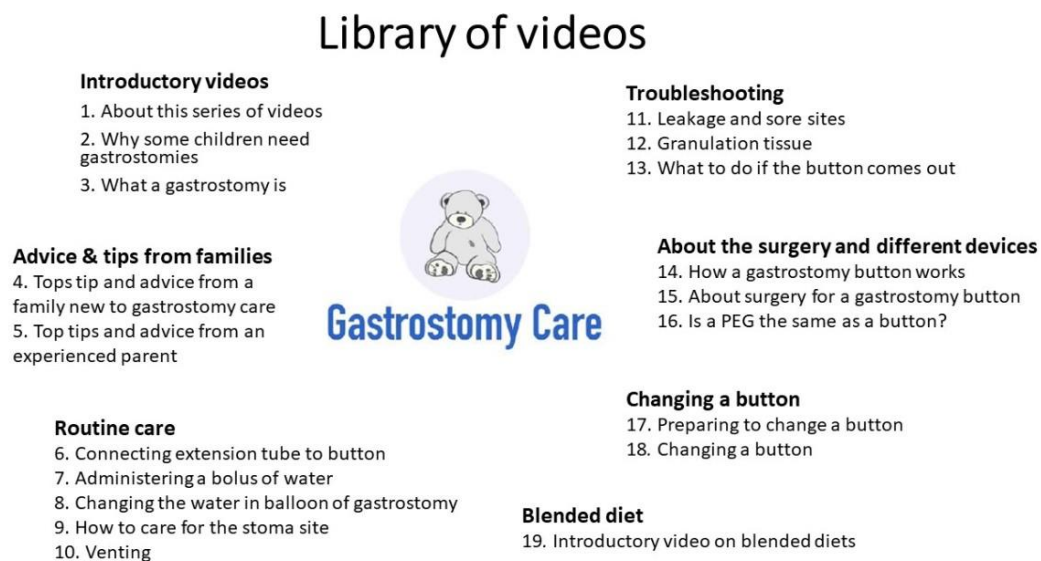 Library of videos
Introductory videos
1. About this series of videos
2. Why some children need
gastrostomies
3. What a gastrostomy is
Advice & tips from families
4. Tops tip and advice from a
family new to gastrostomy care
5. Top tips and advice from an
experienced parent
Routine care
6. Connecting extension tube to button
7. Administering a bolus of water
8. Changing the water in balloon of gastrostomy
9. How to care for the stoma site
10. Venting
Gastrostomy Care
Troubleshooting
11. Leakage and sore sites
12. Granulation tissue
13. What to do if the button comes out
About the surgery and different devices
14. How a gastrostomy button works
15. About surgery for a gastrostomy button
16. Is a PEG the same as a button?
Changing a button
17. Preparing to change a button
18. Changing a button
Blended diet
19. Introductory video on blended diets